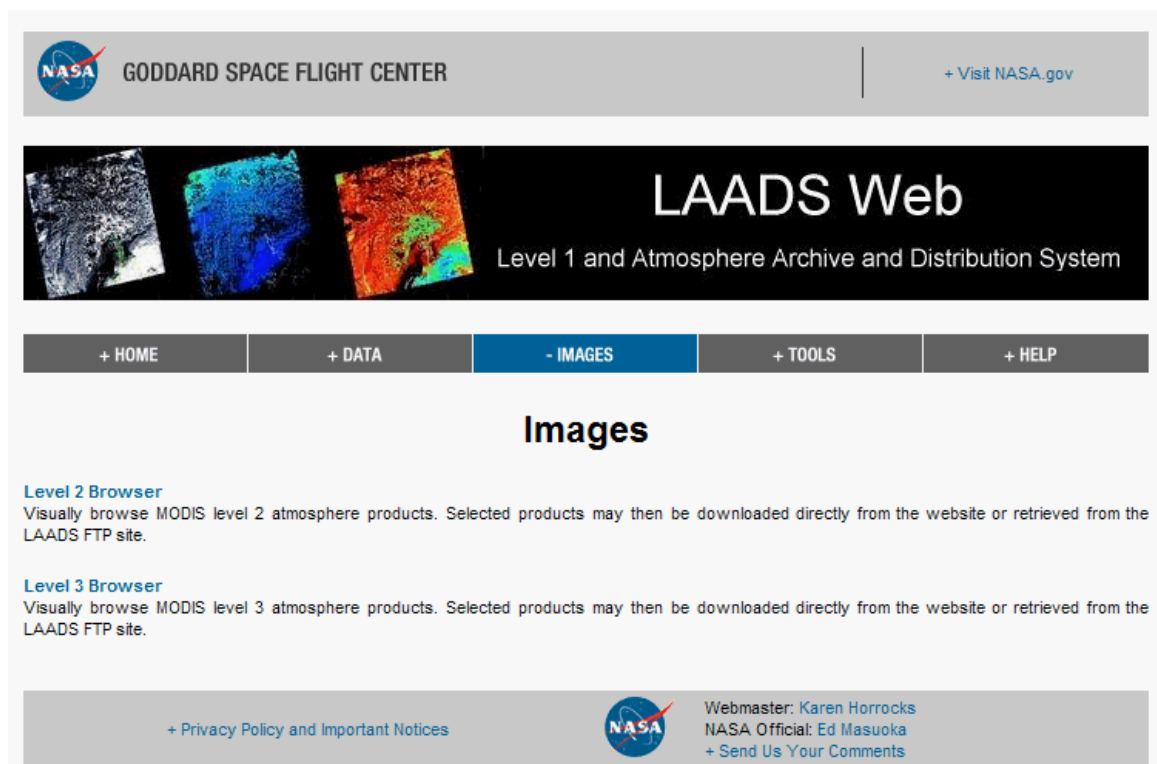 NASA
GODDARD SPACE FLIGHT CENTER
+ Visit NASA.gov
LAADS Web
Level 1 and Atmosphere Archive and Distribution System
+ HOME
+ DATA
- IMAGES
+ TOOLS
+ HELP
Images
Level 2 Browser
Visually browse MODIS level 2 atmosphere products. Selected products may then be downloaded directly from the website or retrieved from the
LAADS FTP site.
Level 3 Browser
Visually browse MODIS level 3 atmosphere products. Selected products may then be downloaded directly from the website or retrieved from the
LAADS FTP site.
+ Privacy Policy and Important Notices
NASA
Webmaster: Karen Horrocks
NASA Official: Ed Masuoka
+ Send Us Your Comments